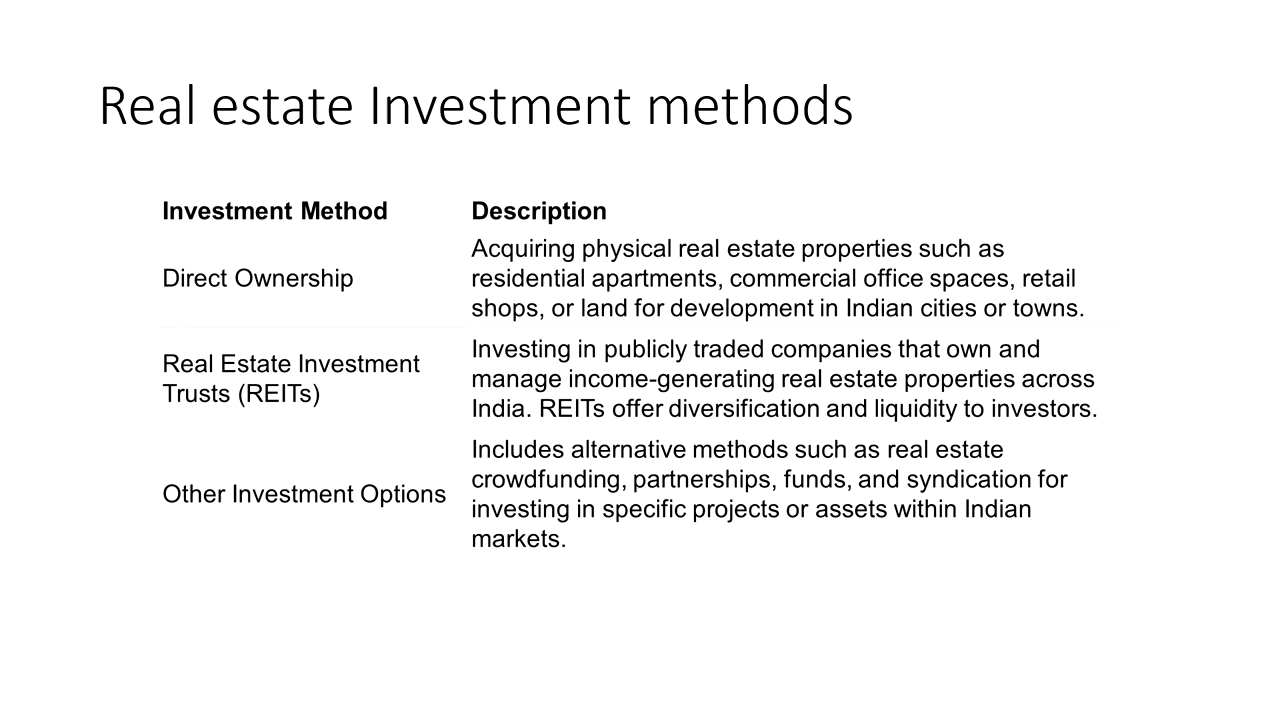 Real estate Investment methods
Investment Method
Description
Direct Ownership
Acquiring physical real estate properties such as
residential apartments, commercial office spaces, retail
shops, or land for development in Indian cities or towns.
Real Estate Investment
Trusts (REITs)
Investing in publicly traded companies that own and
manage income-generating real estate properties across
India. REITs offer diversification and liquidity to investors.
Other Investment Options
Includes alternative methods such as real estate
crowdfunding, partnerships, funds, and syndication for
investing in specific projects or assets within Indian
markets.